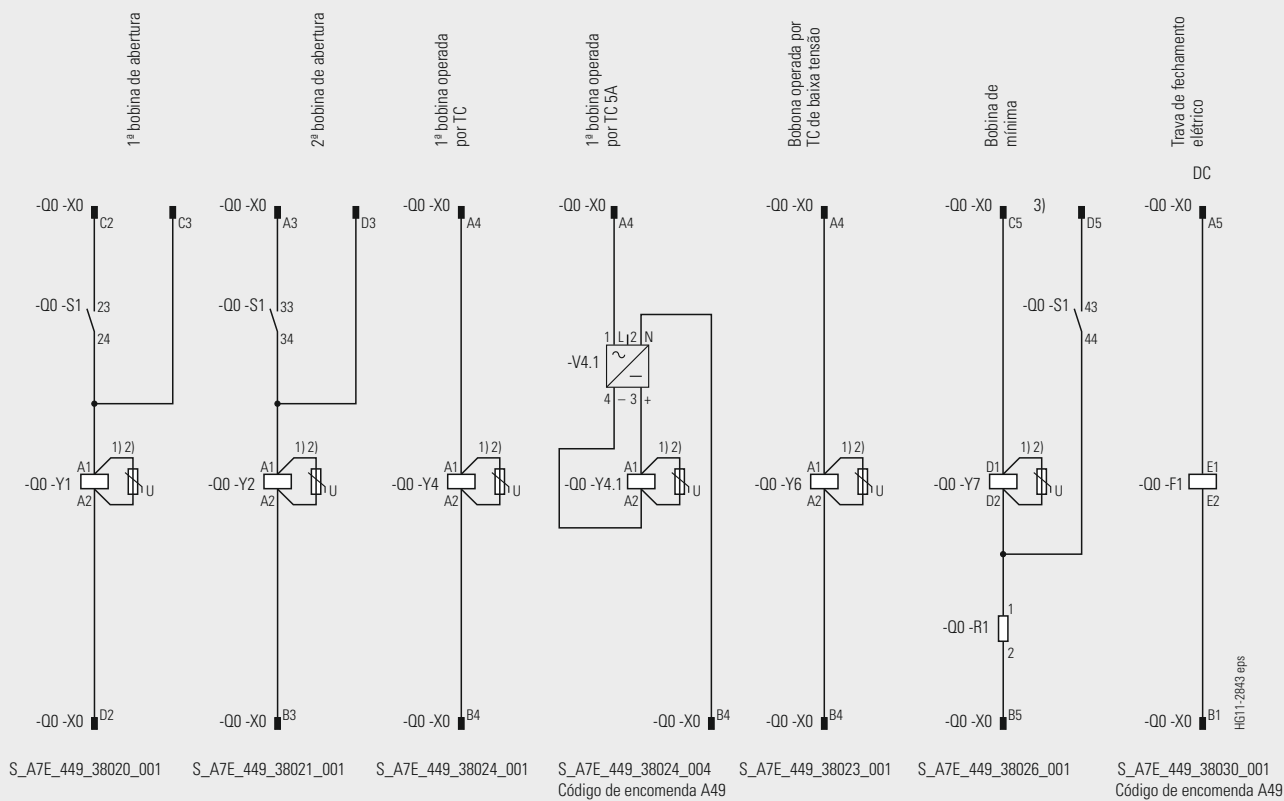 1ª bobina de abertura
2ª bobina de abertura
1ª bobina operada
por TC
1ª bobina operada
por TC 5A
Bobona operada por
TC de baixa tensão
Bobina de
mínima
Trava de fechamento
elétrico
DC
-Q0 -X0 C2 C3
-Q0 -X0 A3 D3
-Q0 -X0 A4
-Q0 -X0 A4
-Q0 -X0 A4
-Q0 -X0 C5 3) D5
-Q0 -X0 A5
-Q0 -S1 23
24
-Q0 -S1 33
34
-Q0 -S1 43
44
1 L 2 N
-V4.1
4 – 3 +
A1 1) 2)
-Q0 -Y1 U
A2
A1 1) 2)
-Q0 -Y2 U
A2
A1 1) 2)
-Q0 -Y4 U
A2
A1 1) 2)
-Q0 -Y4.1 U
A2
A1 1) 2)
-Q0 -Y6 U
A2
D1 1) 2)
-Q0 -Y7 U
D2
E1
-Q0 -F1
E2
1
-Q0 -R1
2
-Q0 -X0 D2
-Q0 -X0 B3
-Q0 -X0 B4
-Q0 -X0 B4
-Q0 -X0 B4
-Q0 -X0 B5
-Q0 -X0 B1
HG11-2843 eps
S_A7E_449_38020_001
S_A7E_449_38021_001
S_A7E_449_38024_001
S_A7E_449_38024_004
Código de encomenda A49
S_A7E_449_38023_001
S_A7E_449_38026_001
S_A7E_449_38030_001
Código de encomenda A49